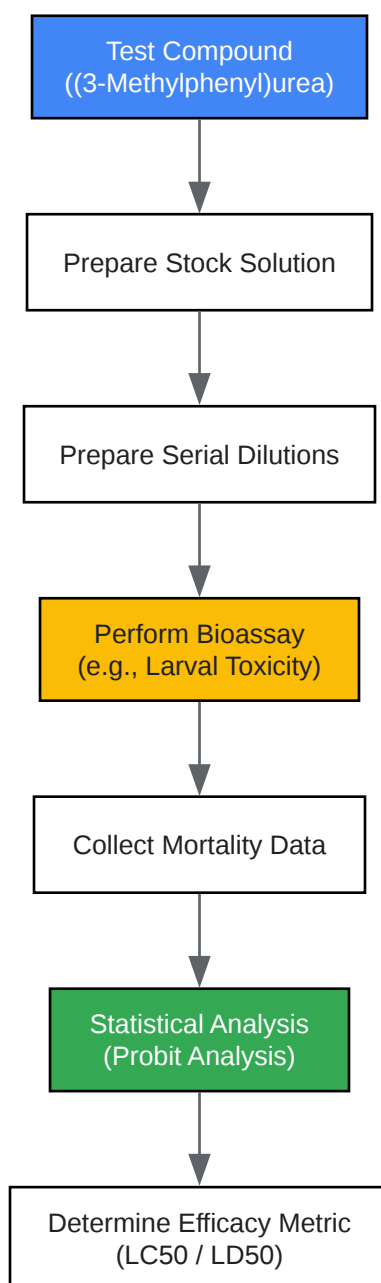 Test Compound
((3-Methylphenyl)urea)
Prepare Stock Solution
Prepare Serial Dilutions
Perform Bioassay
(e.g., Larval Toxicity)
Collect Mortality Data
Statistical Analysis
(Probit Analysis)
Determine Efficacy Metric
(LC50 / LD50)